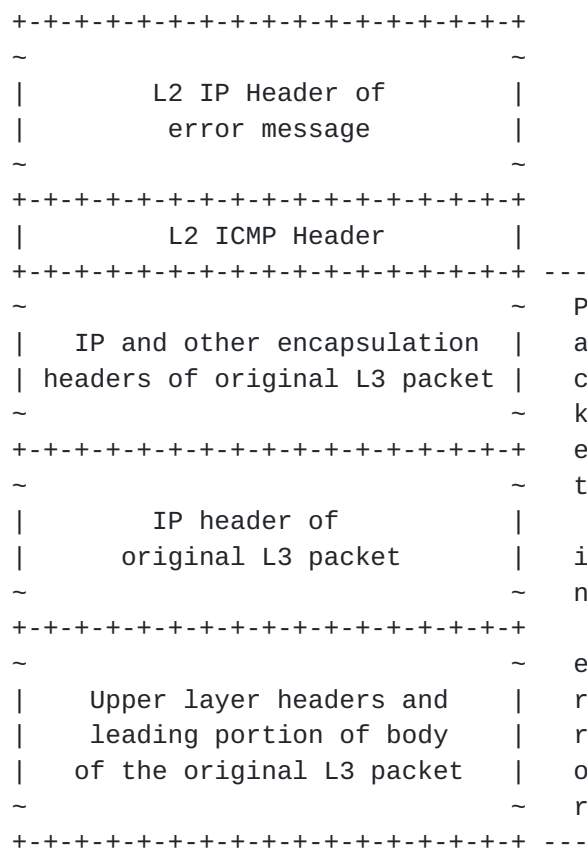 +-+-+-+-+-+-+-+-+-+-+-+-+-+-+-+-+
~                               ~
|        L2 IP Header of        |
|         error message         |
~                               ~
+-+-+-+-+-+-+-+-+-+-+-+-+-+-+-+-+
|         L2 ICMP Header        |
+-+-+-+-+-+-+-+-+-+-+-+-+-+-+-+-+ ---
~                               ~   P
|   IP and other encapsulation  |   a
| headers of original L3 packet |   c
~                               ~   k
+-+-+-+-+-+-+-+-+-+-+-+-+-+-+-+-+   e
~                               ~   t
|        IP header of           |
|      original L3 packet       |   i
~                               ~   n
+-+-+-+-+-+-+-+-+-+-+-+-+-+-+-+-+
~                               ~   e
|    Upper layer headers and    |   r
|    leading portion of body    |   r
|   of the original L3 packet   |   o
~                               ~   r
+-+-+-+-+-+-+-+-+-+-+-+-+-+-+-+-+ ---